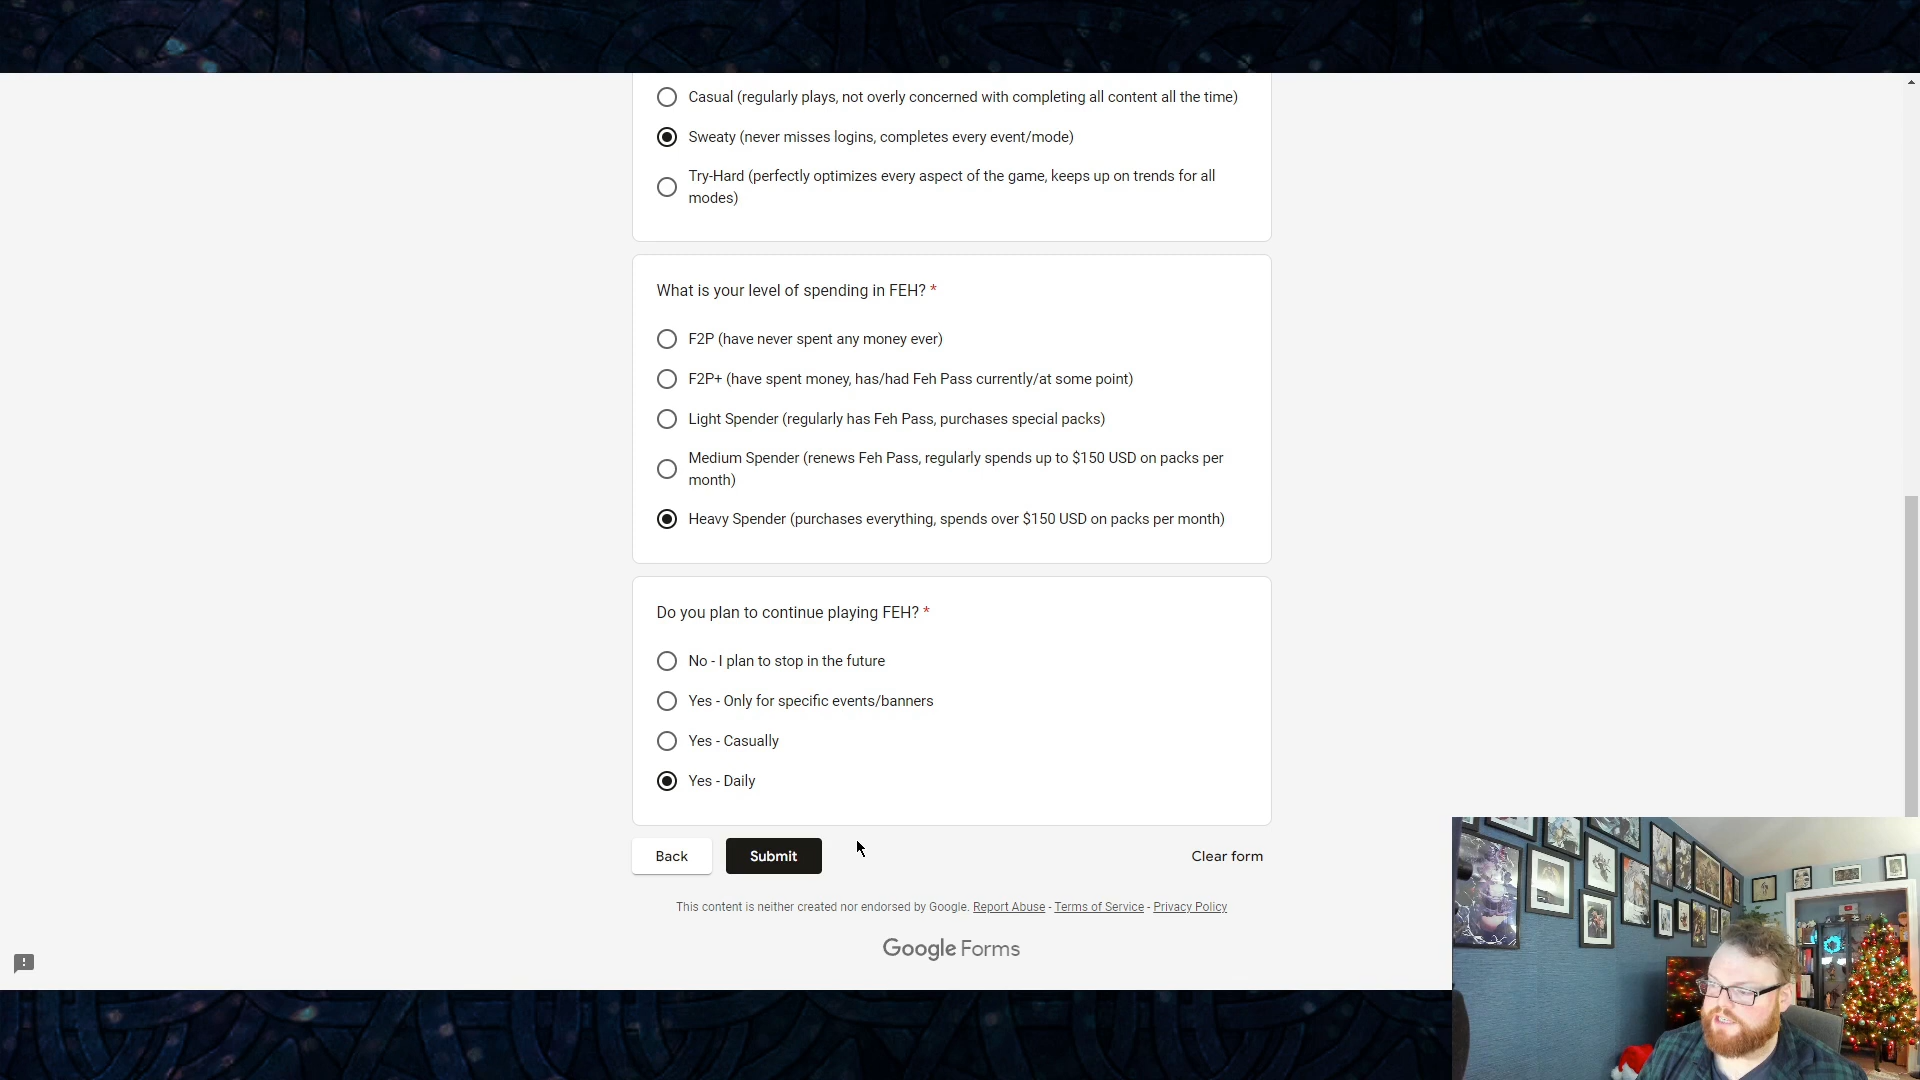 Casual (regularly plays, not overly concerned with completing all content all the time)
Sweaty (never misses logins, completes every event/mode)
Try-Hard (perfectly optimizes every aspect of the game, keeps up on trends for all
modes)
What is your level of spending in FEH? *
F2P (have never spent any money ever)
F2P+ (have spent money, has/had Feh Pass currently/at some point)
Light Spender (regularly has Feh Pass, purchases special packs)
Medium Spender (renews Feh Pass, regularly spends up to $150 USD on packs per
month)
Heavy Spender (purchases everything, spends over $150 USD on packs per month)
Do you plan to continue playing FEH? *
No - I plan to stop in the future
Yes - Only for specific events/banners
Yes - Casually
Yes - Daily
Back
Submit
Clear form
This content is neither created nor endorsed by Google. Report Abuse - Terms of Service - Privacy Policy
Google Forms